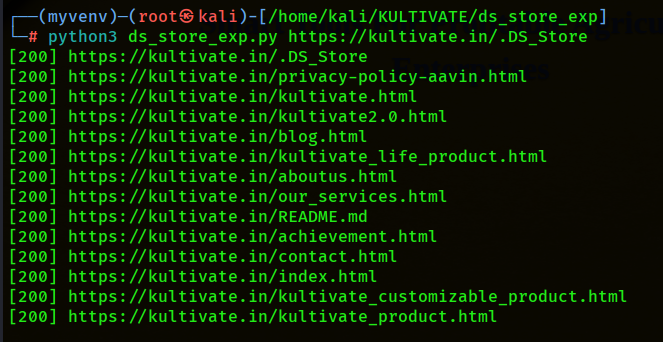 ┌──(myvenv)─(root㉿kali)-[/home/kali/KULTIVATE/ds_store_exp]
└─# python3 ds_store_exp.py https://kultivate.in/.DS_Store
[200] https://kultivate.in/.DS_Store
[200] https://kultivate.in/privacy-policy-aavin.html
[200] https://kultivate.in/kultivate.html
[200] https://kultivate.in/kultivate2.0.html
[200] https://kultivate.in/blog.html
[200] https://kultivate.in/kultivate_life_product.html
[200] https://kultivate.in/aboutus.html
[200] https://kultivate.in/our_services.html
[200] https://kultivate.in/README.md
[200] https://kultivate.in/achievement.html
[200] https://kultivate.in/contact.html
[200] https://kultivate.in/index.html
[200] https://kultivate.in/kultivate_customizable_product.html
[200] https://kultivate.in/kultivate_product.html